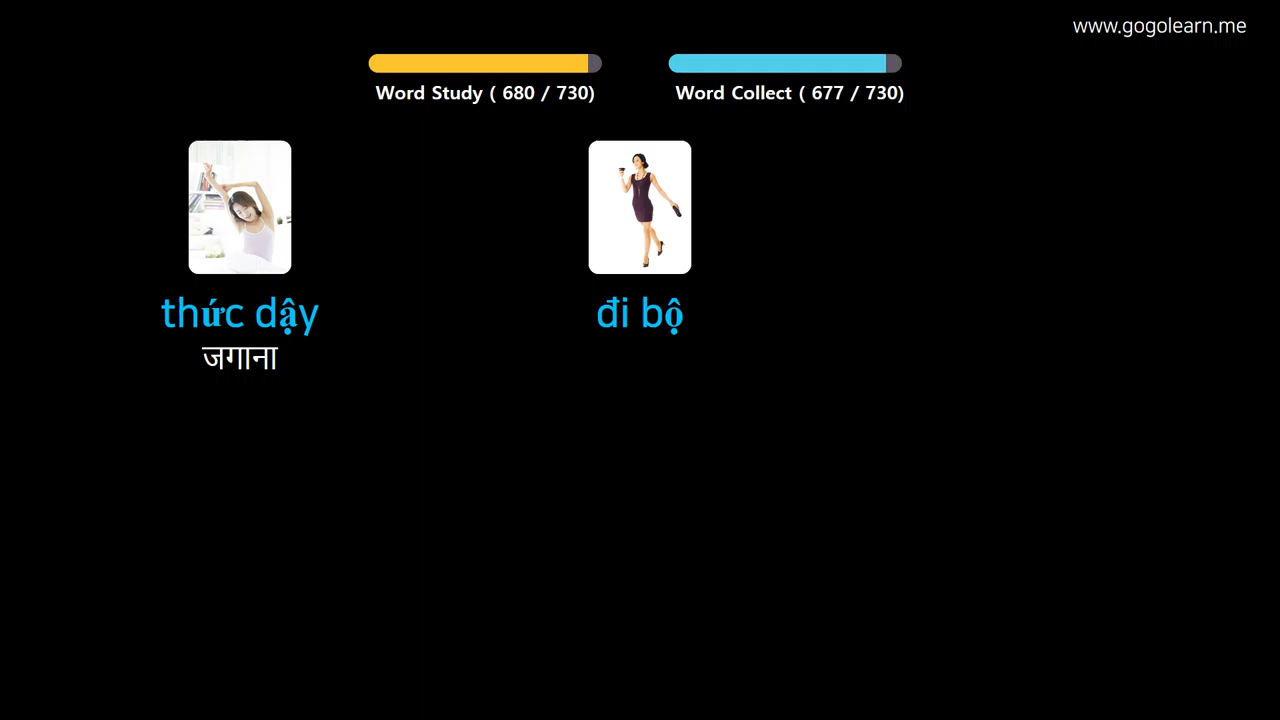 www.gogolearn.me
Word Study ( 680 / 730)
Word Collect ( 677 / 730)
thức dậy
जगाना
đi bộ